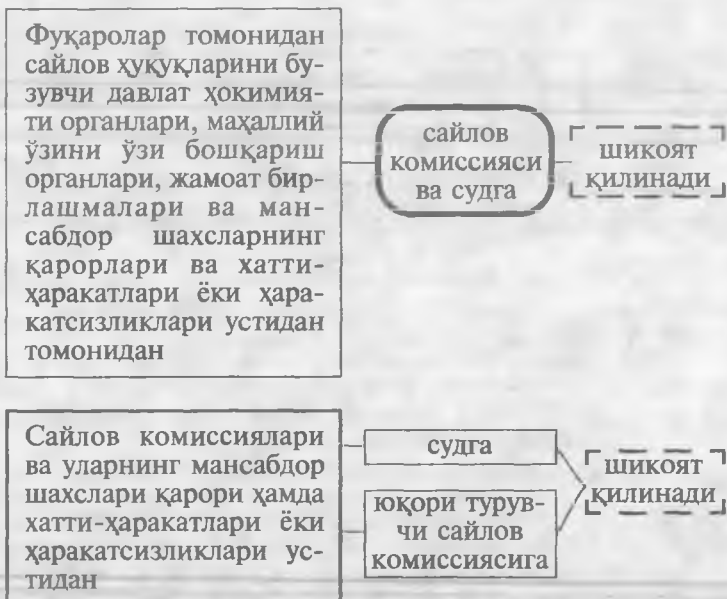 Фуқаролар томонидан
сайлов ҳуқуқларини бу-
зувчи давлат ҳокимия-
ти органлари, маҳаллий
ўзини ўзи бошқариш
органлари, жамоат бир-
лашмалари ва ман-
сабдор шахсларнинг
қарорлари ва хатти-
ҳаракатлари ёки ҳара-
катсизликлари устидан
томонидан
сайлов
комиссияси
ва судга
шикоят
қилинади
Сайлов комиссиялари
ва уларнинг мансабдор
шахслари қарори ҳамда
хатти-ҳаракатлари ёки
ҳаракатсизликлари ус-
тидан
судга
юқори турув-
чи сайлов
комиссиясига
шикоят
қилинади